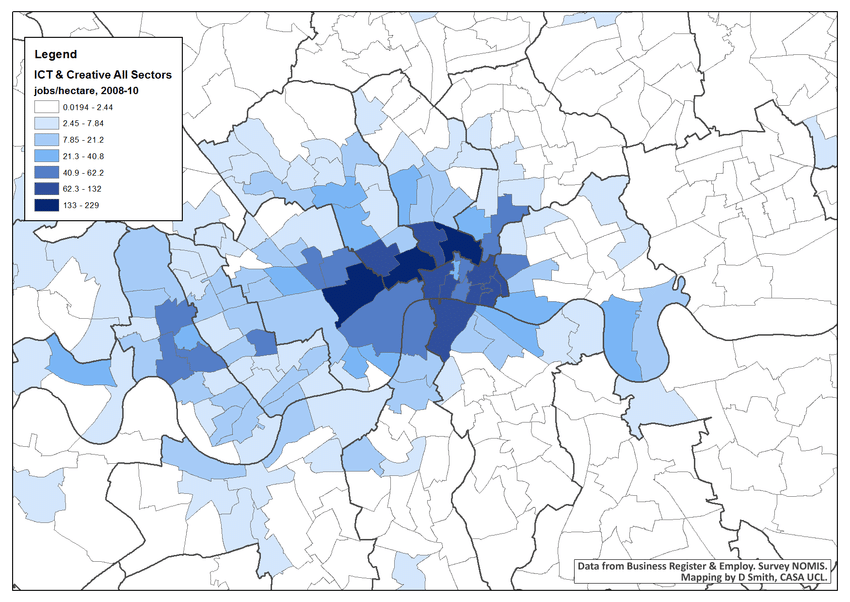 Legend
ICT & Creative All Sectors
jobs/hectare, 2008-10
0.0194 - 2.44
2.45 - 7.84
7.85 - 21.2
21.3 - 40.8
40.9 - 62.2
62.3 - 132
133 - 229
Data from Business Register & Employ. Survey NOMIS.
Mapping by D Smith, CASA UCL.